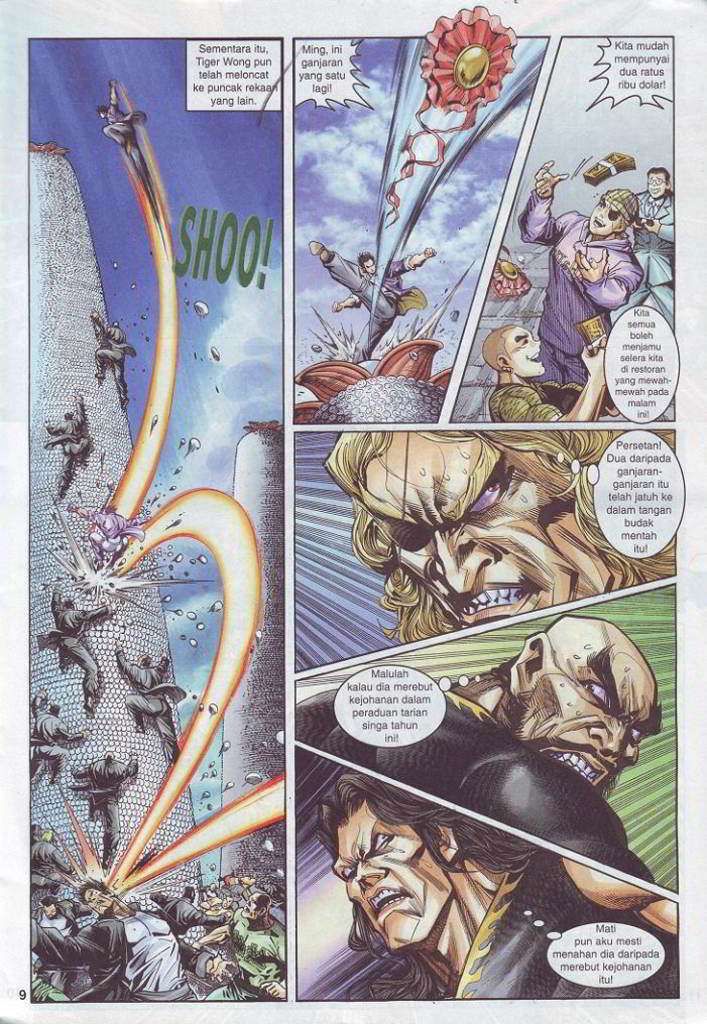 Sementara itu,
Tiger Wong pun
telah meloncat
ke puncak rekaan
yang lain.
SHOO!
Ming, ini
ganjaran
yang satu
lagi!
Kita mudah
mempunyai
dua ratus
ribu dolar!
Kita
semua
boleh
menjamu
selera kita
di restoran
yang mewah-
mewah pada
malam
ini!
Persetan!
Dua daripada
ganjaran-
ganjaran itu
telah jatuh ke
dalam tangan
budak
mentah
itu!
Malulah
kalau dia merebut
kejohanan dalam
peraduan tarian
singa tahun
ini!
Mati
pun aku mesti
menahan dia daripada
merebut kejohanan
itu!
9